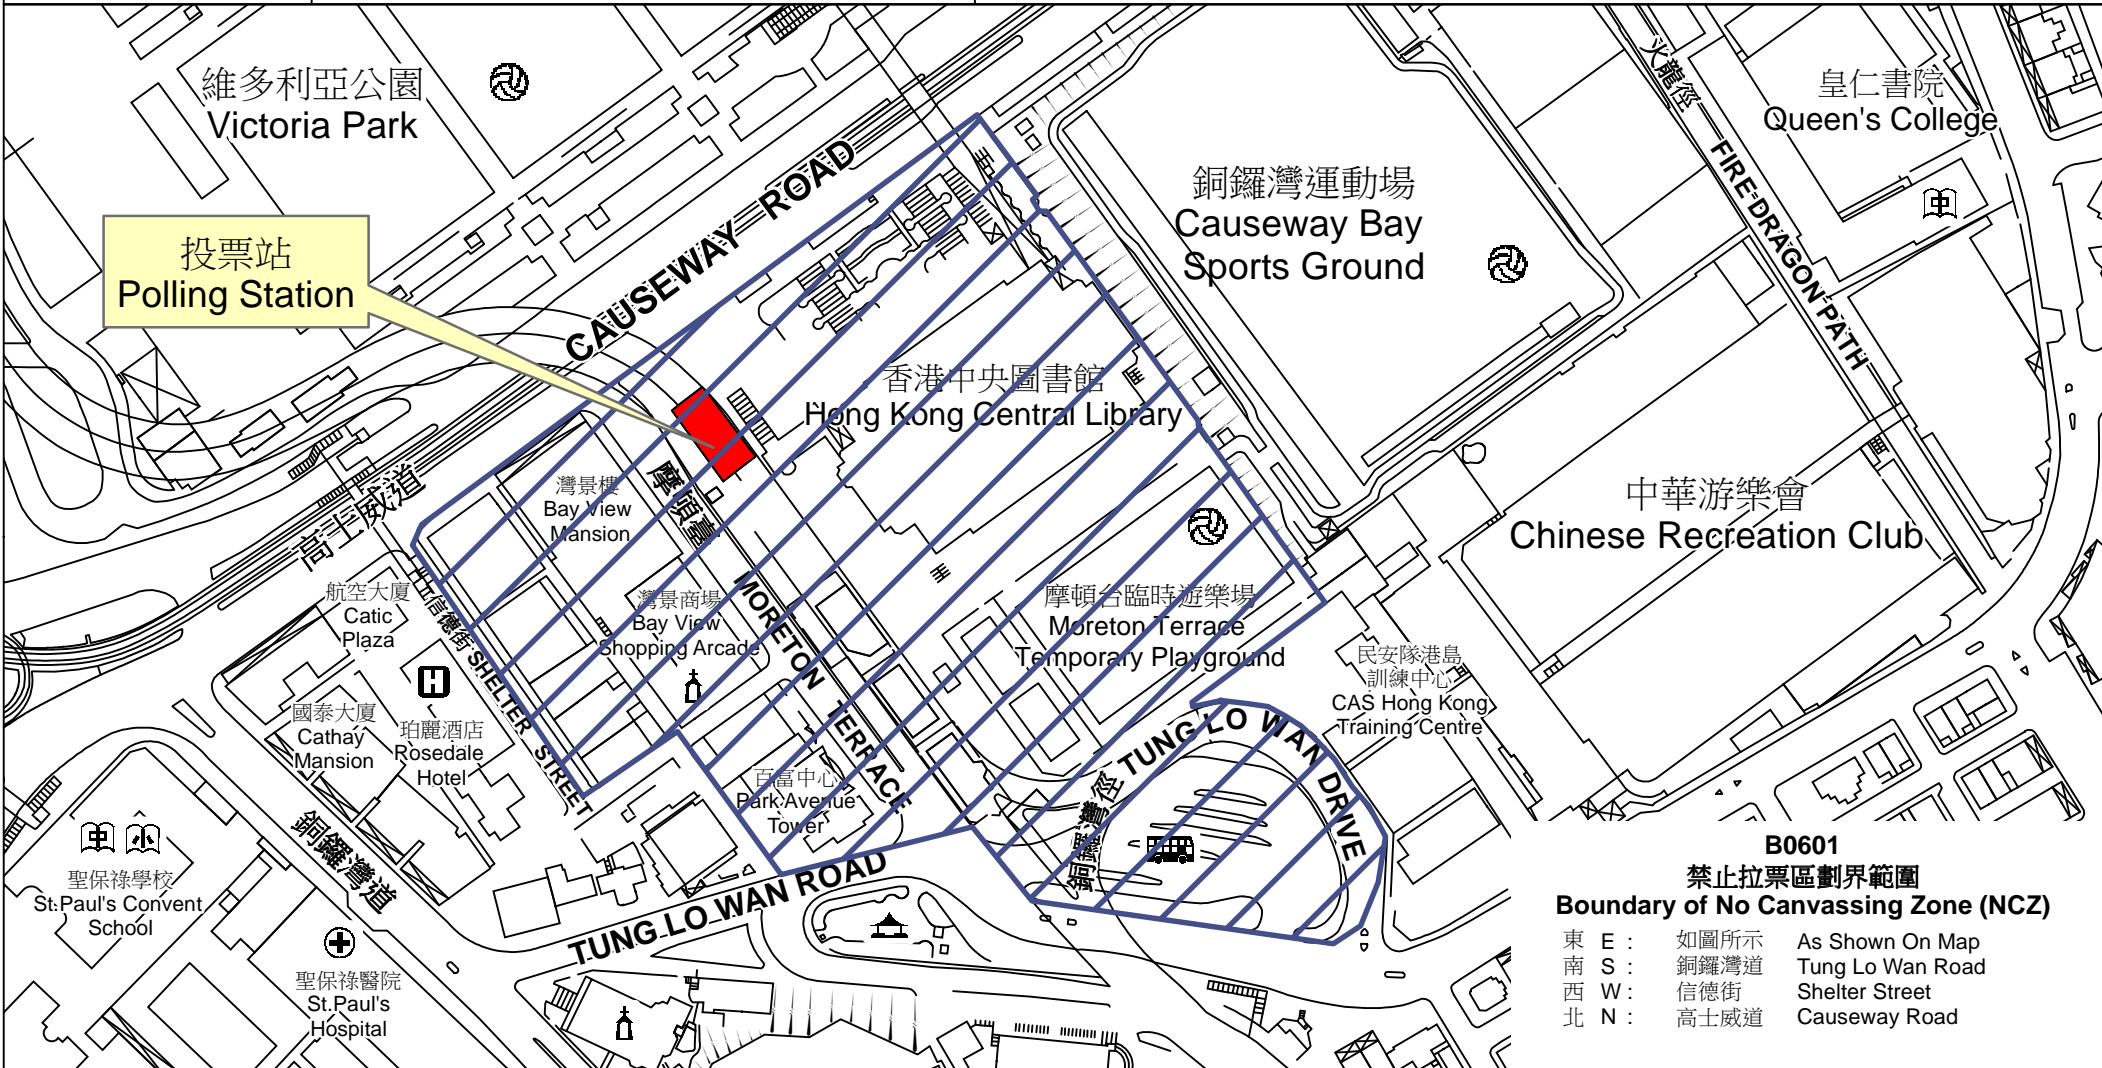 維多利亞公園
Victoria Park
投票站
Polling Station
CAUSEWAY ROAD
高士威道
銅鑼灣運動場
Causeway Bay
Sports Ground
火龍徑
FIRE DRAGON PATH
皇仁書院
Queen's College
香港中央圖書館
Hong Kong Central Library
灣景樓
Bay View
Mansion
摩頓臺
MORETON TERRACE
灣景商場
Bay View
Shopping Arcade
摩頓台臨時遊樂場
Moreton Terrace
Temporary Playground
中華游樂會
Chinese Recreation Club
航空大廈
Catic
Plaza
信德街 SHELTER STREET
國泰大廈
Cathay
Mansion
珀麗酒店
Rosedale
Hotel
民安隊港島
訓練中心
CAS Hong Kong
Training Centre
百富中心
Park Avenue
Tower
銅鑼灣徑 TUNG LO WAN DRIVE
銅鑼灣道
TUNG LO WAN ROAD
聖保祿學校
St.Paul's Convent
School
聖保祿醫院
St.Paul's
Hospital
B0601
禁止拉票區劃界範圍
Boundary of No Canvassing Zone (NCZ)
東 E : 如圖所示 As Shown On Map
南 S : 銅鑼灣道 Tung Lo Wan Road
西 W : 信德街 Shelter Street
北 N : 高士威道 Causeway Road